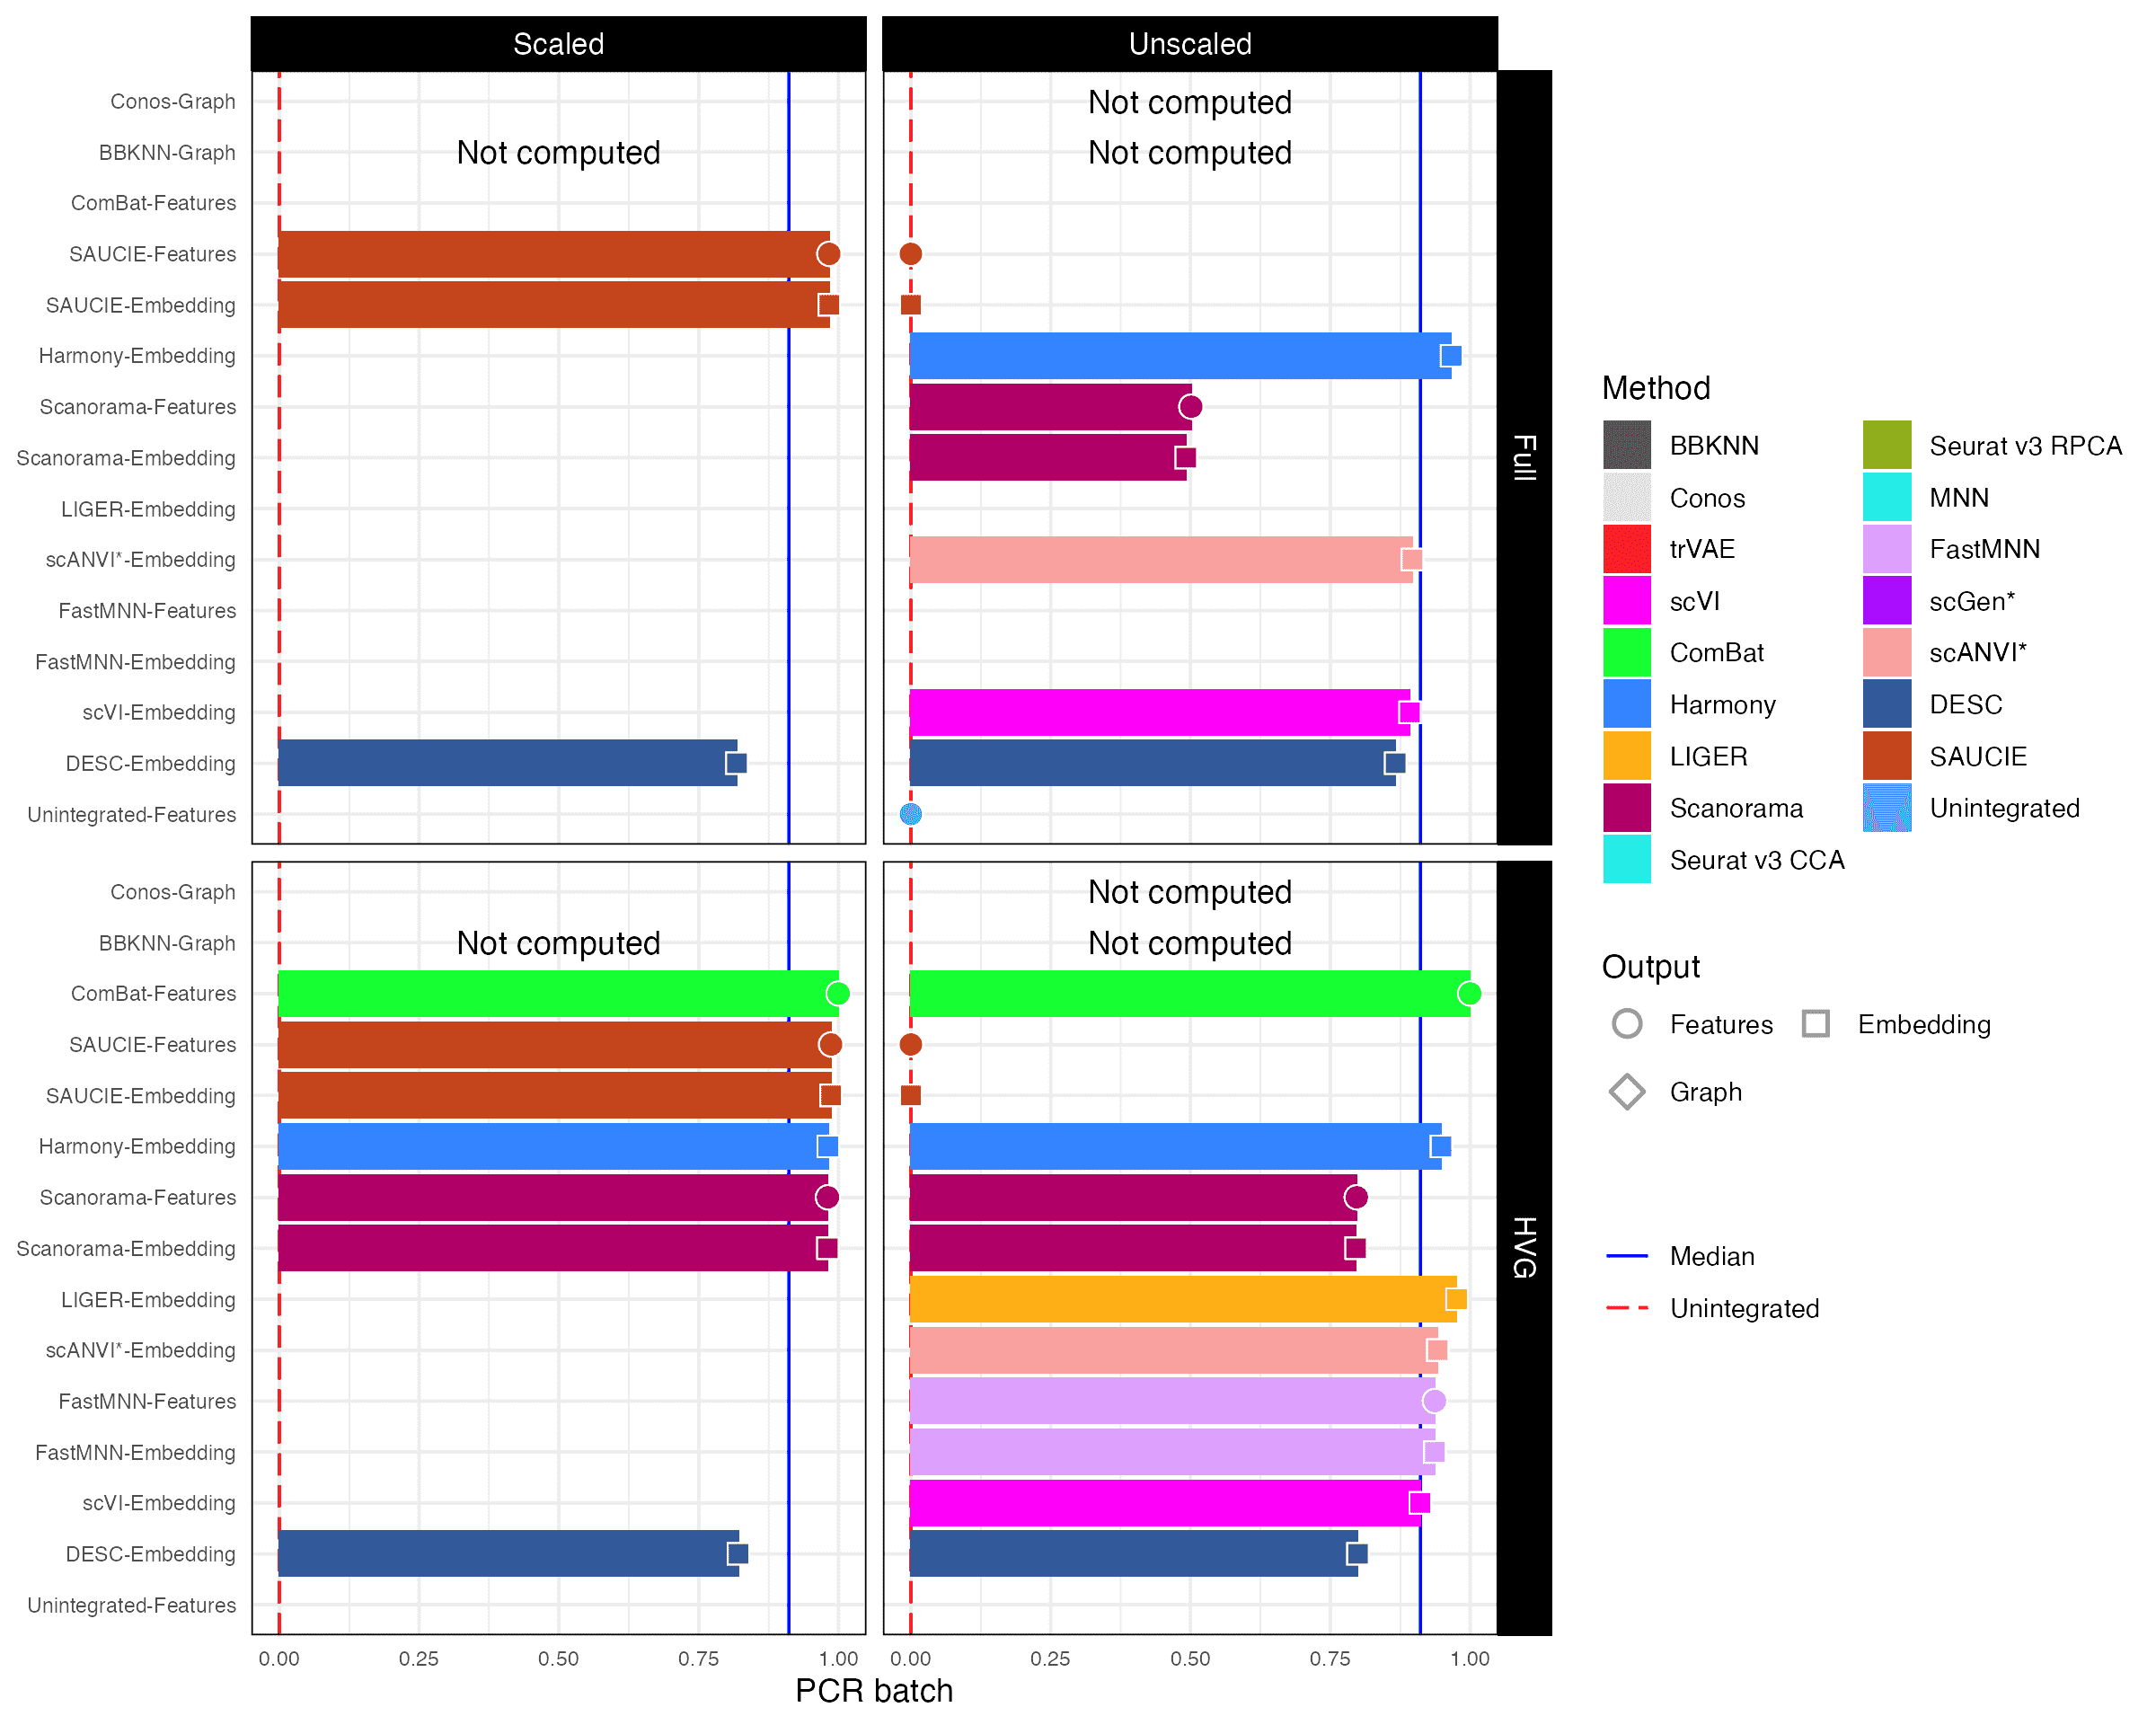 Scaled
Unscaled
Full
Conos-Graph
Not computed
BBKNN-Graph
Not computed
Not computed
ComBat-Features
SAUCIE-Features
SAUCIE-Embedding
Harmony-Embedding
Scanorama-Features
Scanorama-Embedding
LIGER-Embedding
scANVI*-Embedding
FastMNN-Features
FastMNN-Embedding
scVI-Embedding
DESC-Embedding
Unintegrated-Features
HVG
Conos-Graph
Not computed
BBKNN-Graph
Not computed
Not computed
ComBat-Features
SAUCIE-Features
SAUCIE-Embedding
Harmony-Embedding
Scanorama-Features
Scanorama-Embedding
LIGER-Embedding
scANVI*-Embedding
FastMNN-Features
FastMNN-Embedding
scVI-Embedding
DESC-Embedding
Unintegrated-Features
0.00 0.25 0.50 0.75 1.00
0.00 0.25 0.50 0.75 1.00
PCR batch
Method
BBKNN
Conos
trVAE
scVI
ComBat
Harmony
LIGER
Scanorama
Seurat v3 CCA
Seurat v3 RPCA
MNN
FastMNN
scGen*
scANVI*
DESC
SAUCIE
Unintegrated
Output
Features
Embedding
Graph
Median
Unintegrated